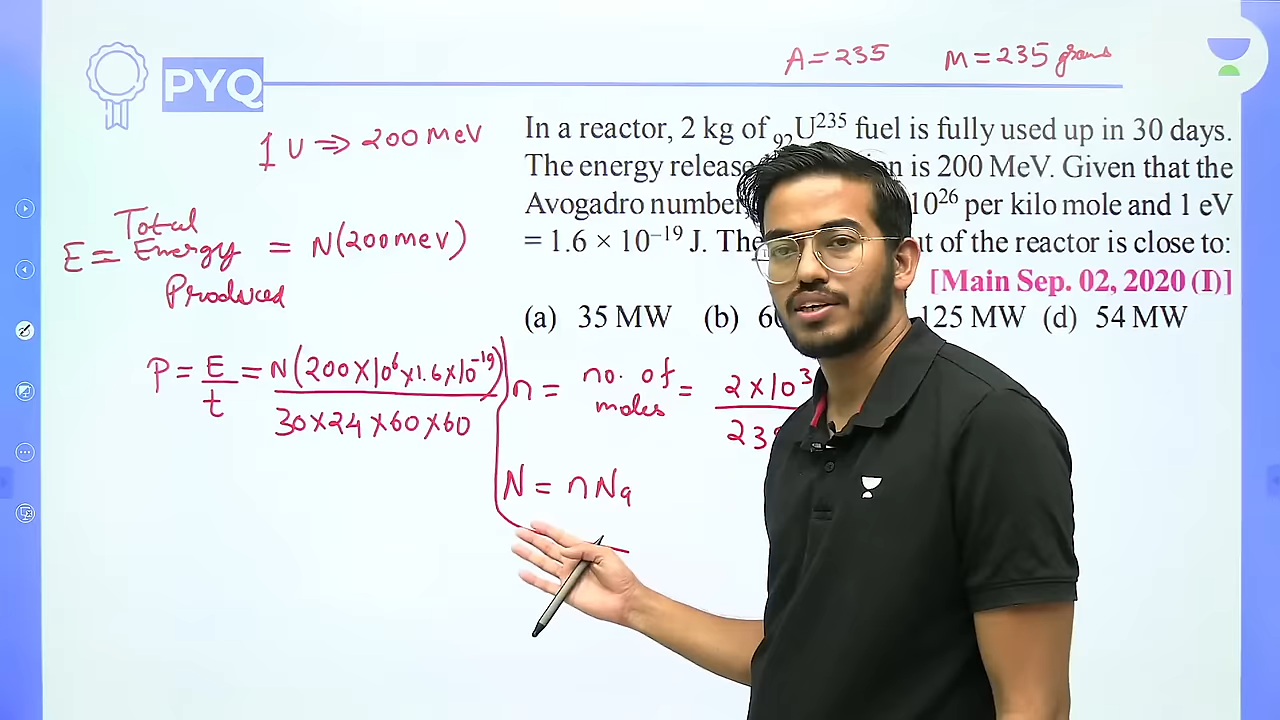 A = 235 M = 235 grams
PYQ
1 U ⇒ 200 MeV
E = Total Energy Produced = N(200 mev)
P = E/t = N(200×10⁶×1.6×10⁻¹⁹) / 30×24×60×60
In a reactor, 2 kg of ₉₂U²³⁵ fuel is fully used up in 30 days.
The energy is 200 MeV. Given that the
Avogadro number 10²⁶ per kilo mole and 1 eV
= 1.6 × 10⁻¹⁹ J. The of the reactor is close to:
[Main Sep. 02, 2020 (I)]
(a) 35 MW (b) 125 MW (d) 54 MW
n = no. of moles = 2×10³ / 23
N = nNa